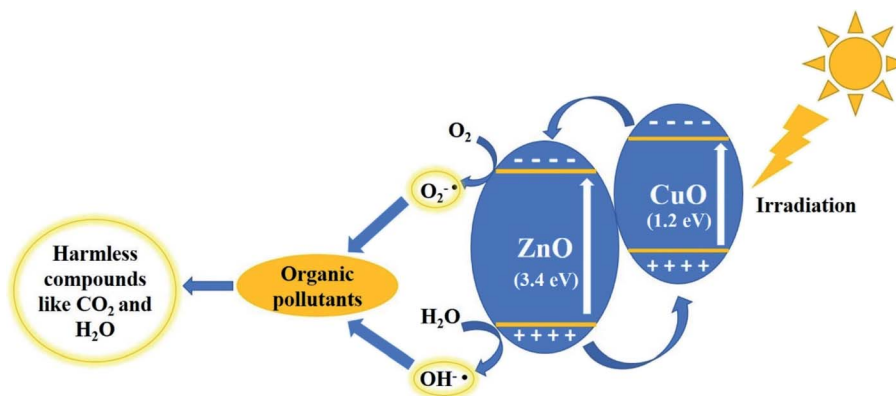 - - - -
O₂
- - - -
O₂⁻•
CuO
(1.2 eV)
Irradiation
ZnO
(3.4 eV)
Harmless
compounds
like CO₂ and
H₂O
Organic
pollutants
+ + + +
H₂O
+ + + +
OH⁻•